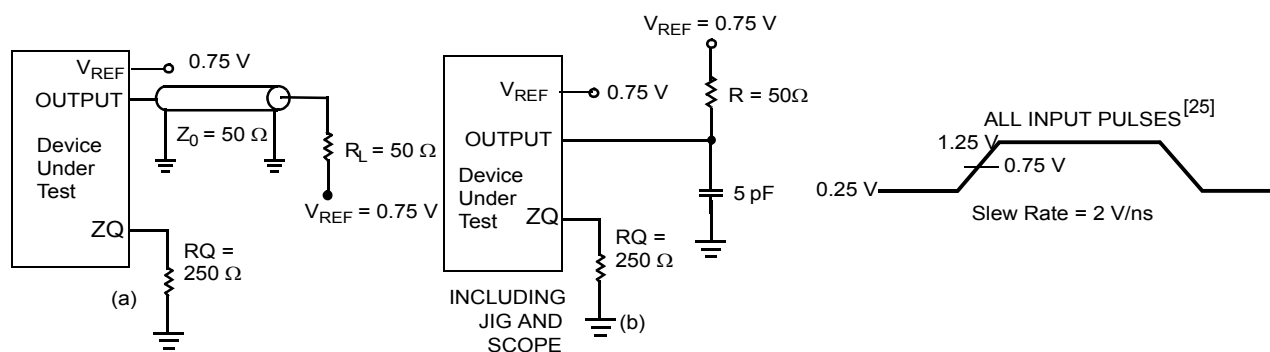 V_REF 0.75 V
OUTPUT
Z_0 = 50 Ω
Device
Under
Test
R_L = 50 Ω
V_REF = 0.75 V
ZQ
RQ =
250 Ω
(a)
V_REF = 0.75 V
V_REF 0.75 V
R = 50Ω
OUTPUT
Device
Under
Test
5 pF
ZQ
RQ =
250 Ω
INCLUDING
JIG AND
SCOPE
(b)
ALL INPUT PULSES[25]
1.25 V
0.75 V
0.25 V
Slew Rate = 2 V/ns